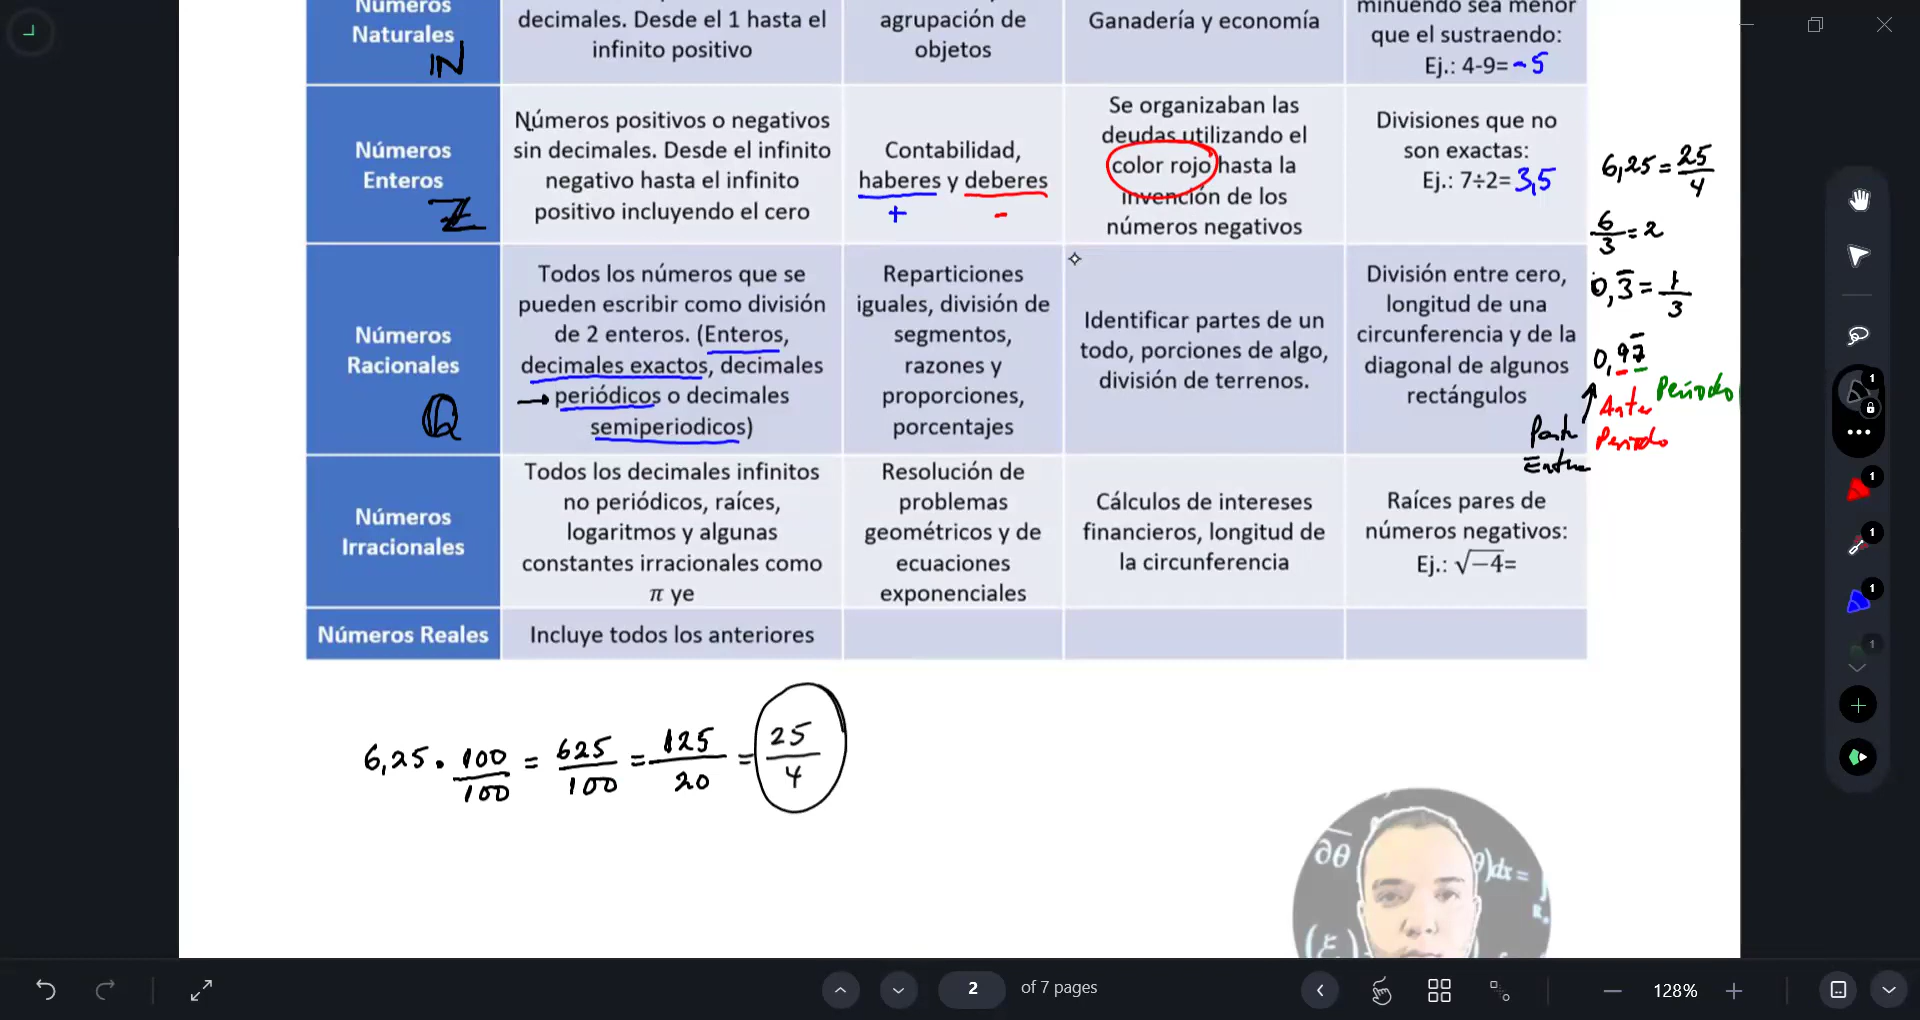 Números
Naturales
IN
decimales. Desde el 1 hasta el
infinito positivo
agrupación de
objetos
Ganadería y economía
minuendo sea menor
que el sustraendo:
Ej.: 4-9= -5
Números
Enteros
Z
Números positivos o negativos
sin decimales. Desde el infinito
negativo hasta el infinito
positivo incluyendo el cero
Contabilidad,
haberes y deberes
+ -
Se organizaban las
deudas utilizando el
color rojo hasta la
invención de los
números negativos
Divisiones que no
son exactas:
Ej.: 7÷2= 3,5
6,25 = 25/4
6/3 = 2
Números
Racionales
Q
Todos los números que se
pueden escribir como división
de 2 enteros. (Enteros,
decimales exactos, decimales
periódicos o decimales
semiperiodicos)
Reparticiones
iguales, división de
segmentos,
razones y
proporciones,
porcentajes
Identificar partes de un
todo, porciones de algo,
división de terrenos.
División entre cero,
longitud de una
circunferencia y de la
diagonal de algunos
rectángulos
0,3̅ = 1/3
0,97̅
Periodo
Ante
Periodo
Parte
Entera
Números
Irracionales
Todos los decimales infinitos
no periódicos, raíces,
logaritmos y algunas
constantes irracionales como
π y e
Resolución de
problemas
geométricos y de
ecuaciones
exponenciales
Cálculos de intereses
financieros, longitud de
la circunferencia
Raíces pares de
números negativos:
Ej.: √−4=
Números Reales
Incluye todos los anteriores
6,25 · 100/100 = 625/100 = 125/20 = 25/4
∂θ
θ)dx =
(ξ
1
1
1
1
1
2 of 7 pages
128%